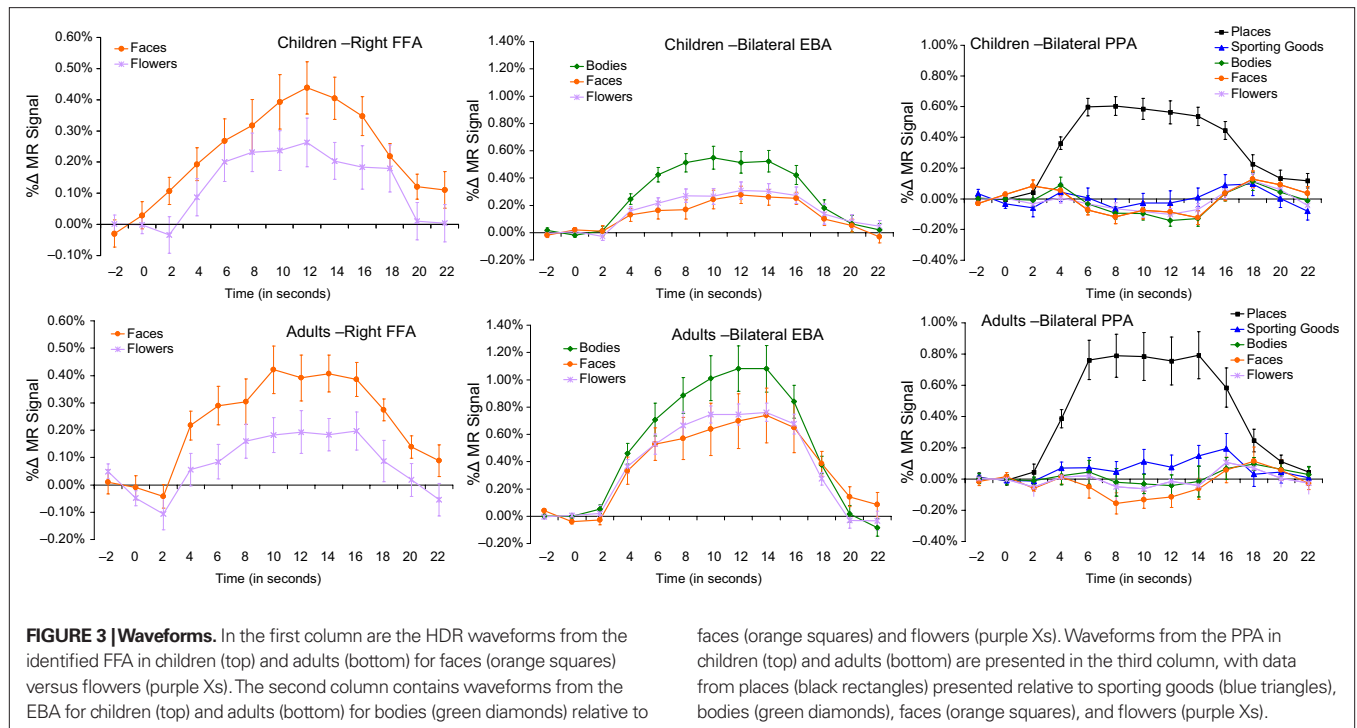 Children –Right FFA
Faces
Flowers
%Δ MR Signal
0.60%
0.50%
0.40%
0.30%
0.20%
0.10%
0.00%
–0.10%
–2 0 2 4 6 8 10 12 14 16 18 20 22
Time (in seconds)
Children –Bilateral EBA
Bodies
Faces
Flowers
%Δ MR Signal
1.40%
1.20%
1.00%
0.80%
0.60%
0.40%
0.20%
0.00%
–0.20%
–2 0 2 4 6 8 10 12 14 16 18 20 22
Time (in seconds)
Children –Bilateral PPA
Places
Sporting Goods
Bodies
Faces
Flowers
%Δ MR Signal
1.00%
0.80%
0.60%
0.40%
0.20%
0.00%
–0.20%
–0.40%
–2 0 2 4 6 8 10 12 14 16 18 20 22
Time (in seconds)
Adults –Right FFA
Faces
Flowers
%Δ MR Signal
0.60%
0.50%
0.40%
0.30%
0.20%
0.10%
0.00%
–0.10%
–0.20%
–2 0 2 4 6 8 10 12 14 16 18 20 22
Time (in seconds)
Adults –Bilateral EBA
Bodies
Faces
Flowers
%Δ MR Signal
1.40%
1.20%
1.00%
0.80%
0.60%
0.40%
0.20%
0.00%
–0.20%
–2 0 2 4 6 8 10 12 14 16 18 20 22
Time (in seconds)
Adults –Bilateral PPA
Places
Sporting Goods
Bodies
Faces
Flowers
%Δ MR Signal
1.00%
0.80%
0.60%
0.40%
0.20%
0.00%
–0.20%
–0.40%
–2 0 2 4 6 8 10 12 14 16 18 20 22
Time (in seconds)
FIGURE 3 | Waveforms. In the first column are the HDR waveforms from the
identified FFA in children (top) and adults (bottom) for faces (orange squares)
versus flowers (purple Xs). The second column contains waveforms from the
EBA for children (top) and adults (bottom) for bodies (green diamonds) relative to
faces (orange squares) and flowers (purple Xs). Waveforms from the PPA in
children (top) and adults (bottom) are presented in the third column, with data
from places (black rectangles) presented relative to sporting goods (blue triangles),
bodies (green diamonds), faces (orange squares), and flowers (purple Xs).